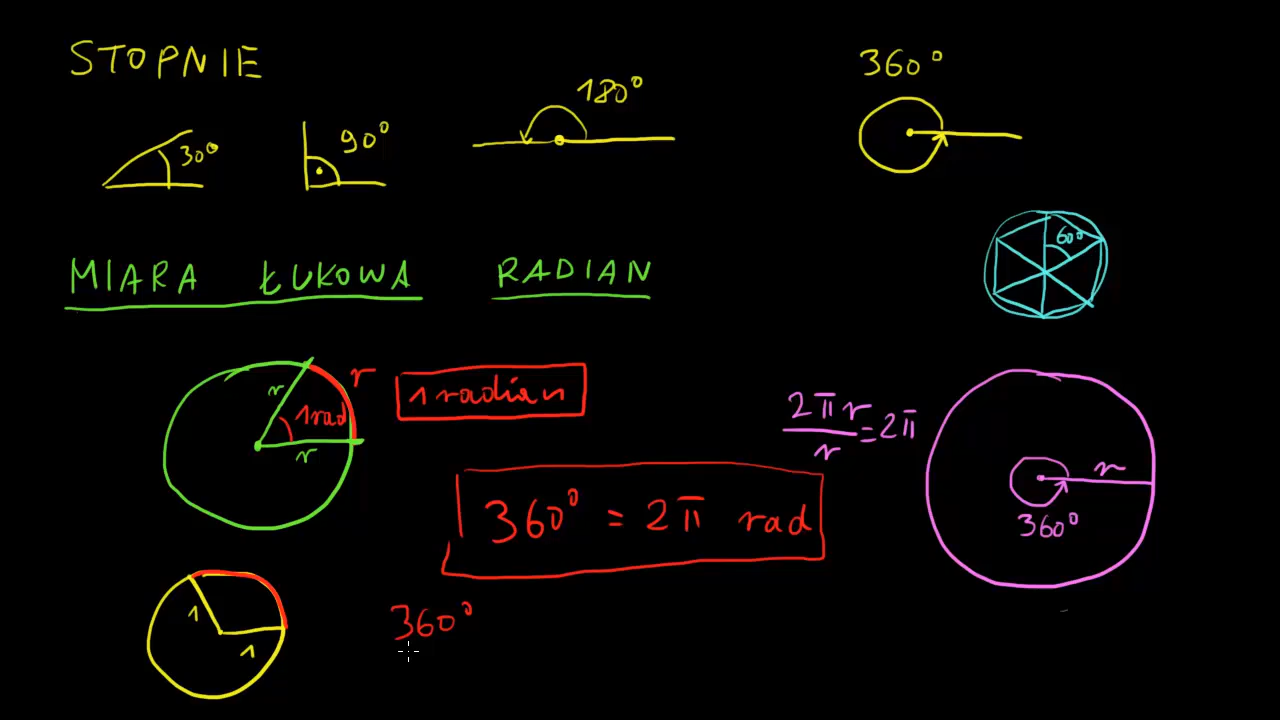 STOPNIE
30°
90°
180°
360°
60°
MIARA ŁUKOWA RADIAN
r
r
r
1rad
1 radian
2πr
r
=2π
r
360°
360° = 2π rad
1
1
360°